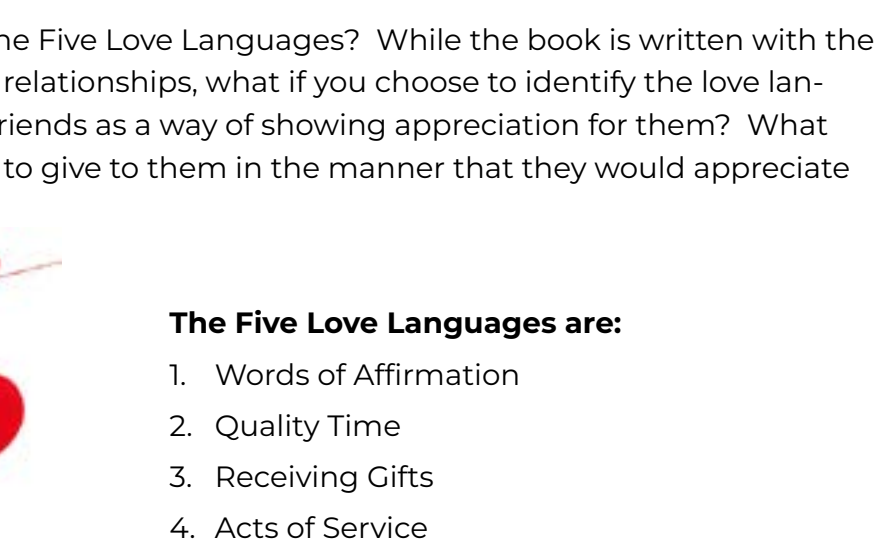 he Five Love Languages?  While the book is written with the
relationships, what if you choose to identify the love lan-
riends as a way of showing appreciation for them?  What
to give to them in the manner that they would appreciate
The Five Love Languages are:
1. Words of Affirmation
2. Quality Time
3. Receiving Gifts
4. Acts of Service